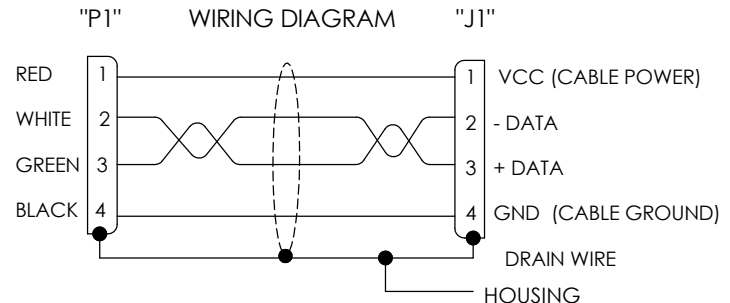 "P1" WIRING DIAGRAM "J1"
RED 1 1 VCC (CABLE POWER)
WHITE 2 2 - DATA
GREEN 3 3 + DATA
BLACK 4 4 GND (CABLE GROUND)
DRAIN WIRE
HOUSING